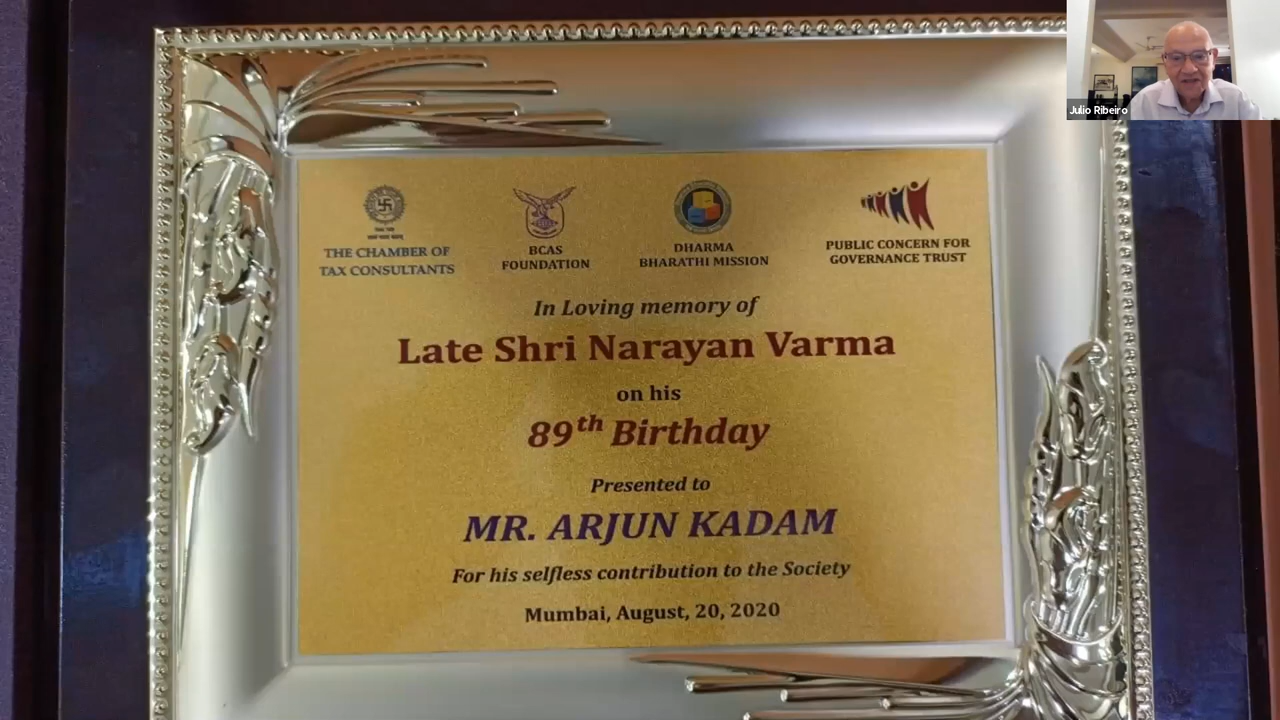 Julio Ribeiro
THE CHAMBER OF
TAX CONSULTANTS
BCAS
FOUNDATION
DHARMA
BHARATHI MISSION
PUBLIC CONCERN FOR
GOVERNANCE TRUST
In Loving memory of
Late Shri Narayan Varma
on his
89th Birthday
Presented to
MR. ARJUN KADAM
For his selfless contribution to the Society
Mumbai, August, 20, 2020